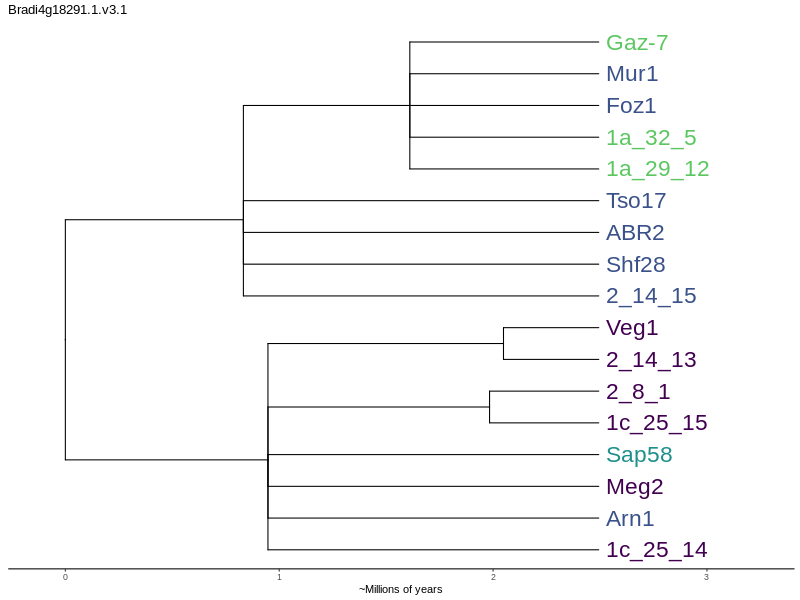 Bradi4g18291.1.v3.1
Gaz-7
Mur1
Foz1
1a_32_5
1a_29_12
Tso17
ABR2
Shf28
2_14_15
Veg1
2_14_13
2_8_1
1c_25_15
Sap58
Meg2
Arn1
1c_25_14
0 1 2 3
~Millions of years